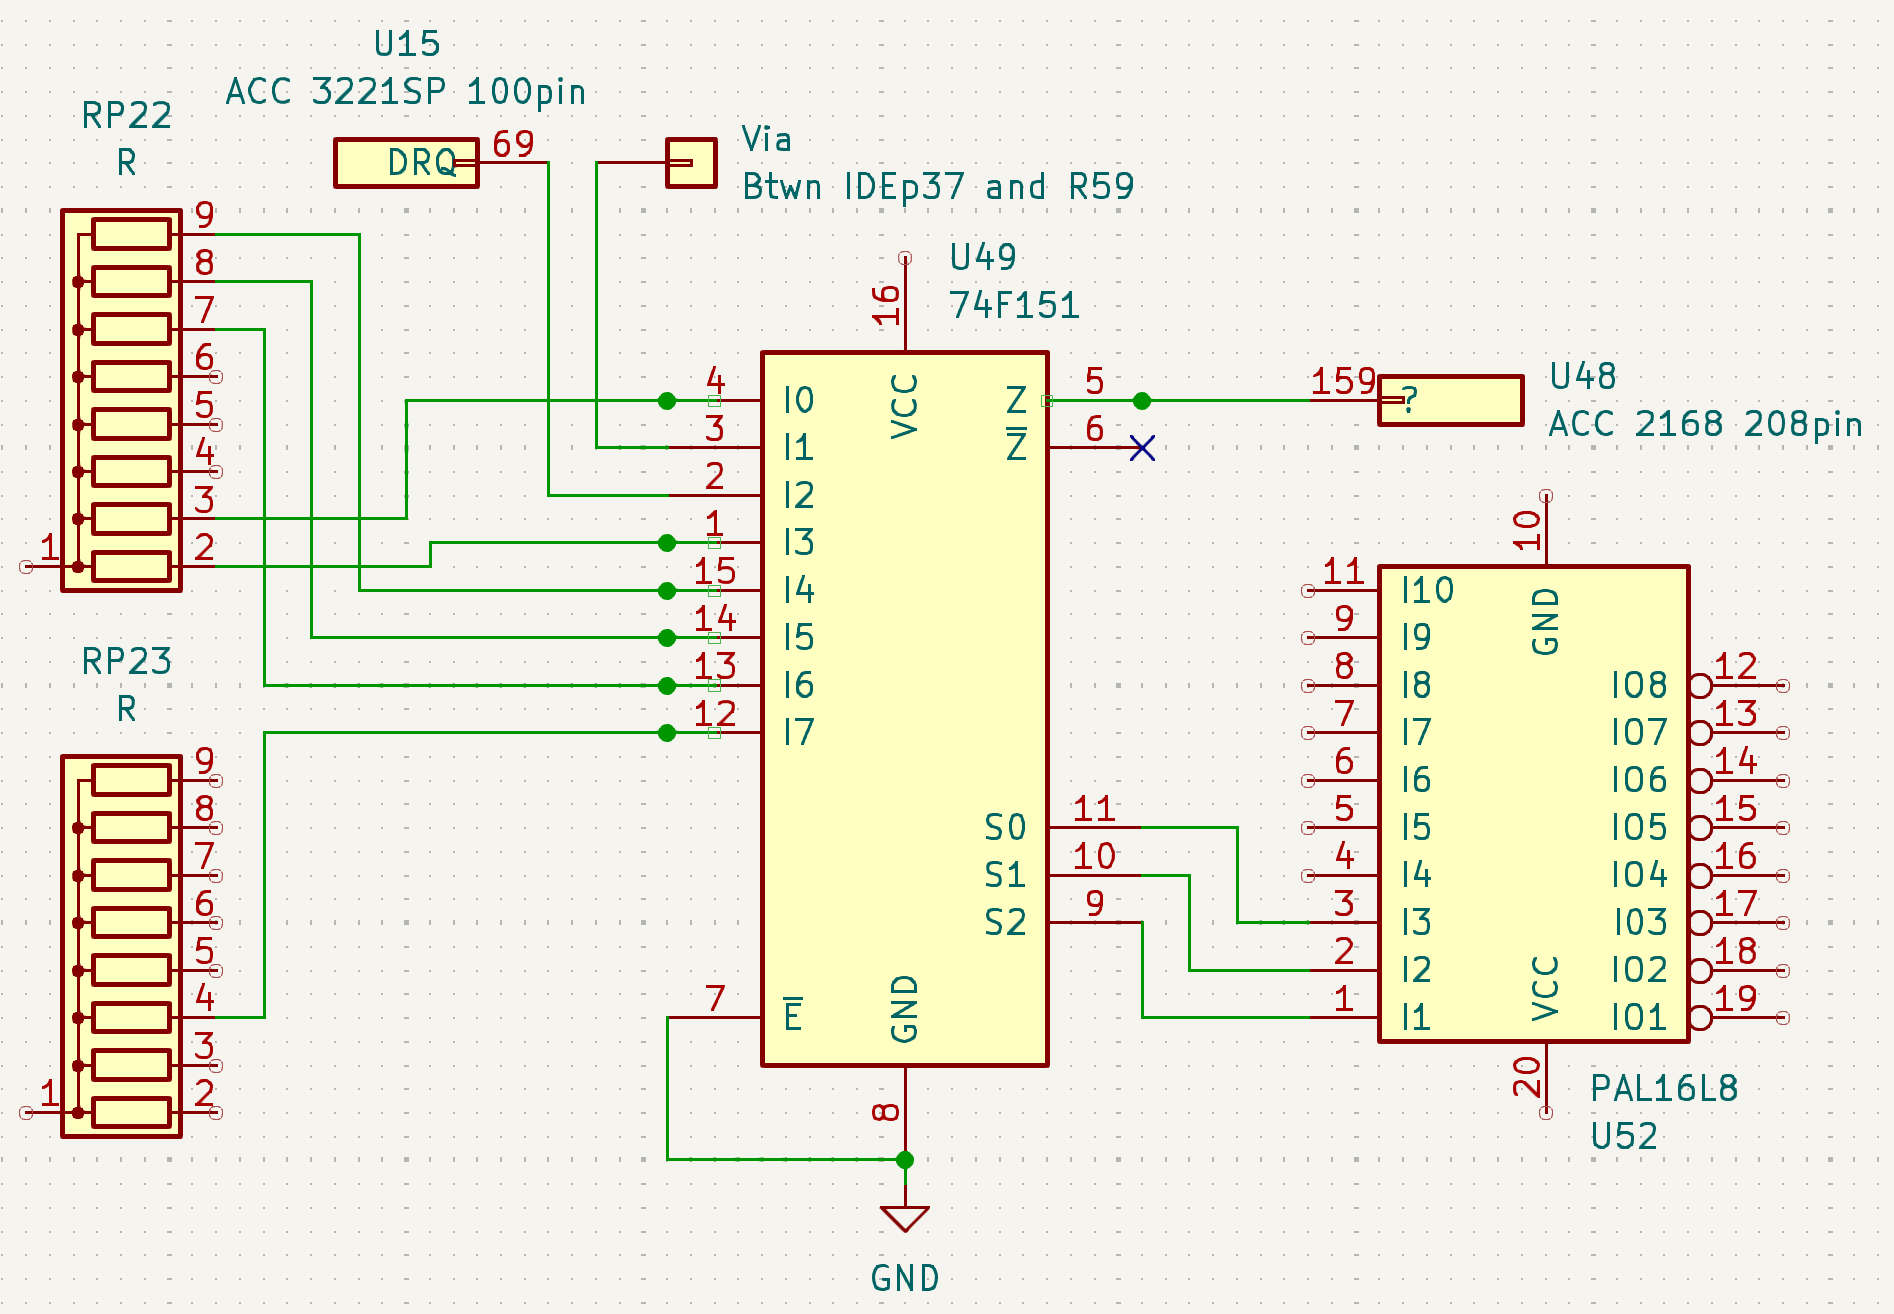 U15
ACC 3221SP 100pin
RP22
R
DRQ
69
Via
Btwn IDEp37 and R59
9
8
7
6
5
4
3
2
1
U49
74F151
16
VCC
4
I0
3
I1
2
I2
1
I3
15
I4
14
I5
13
I6
12
I7
Z
5
Z
6
159
?
U48
ACC 2168 208pin
S0
11
S1
10
S2
9
7
E
GND
8
GND
RP23
R
9
8
7
6
5
4
3
2
1
10
GND
11
I10
9
I9
8
I8
7
I7
6
I6
5
I5
4
I4
3
I3
2
I2
1
I1
IO8
12
IO7
13
IO6
14
IO5
15
IO4
16
I03
17
IO2
18
IO1
19
VCC
20
PAL16L8
U52